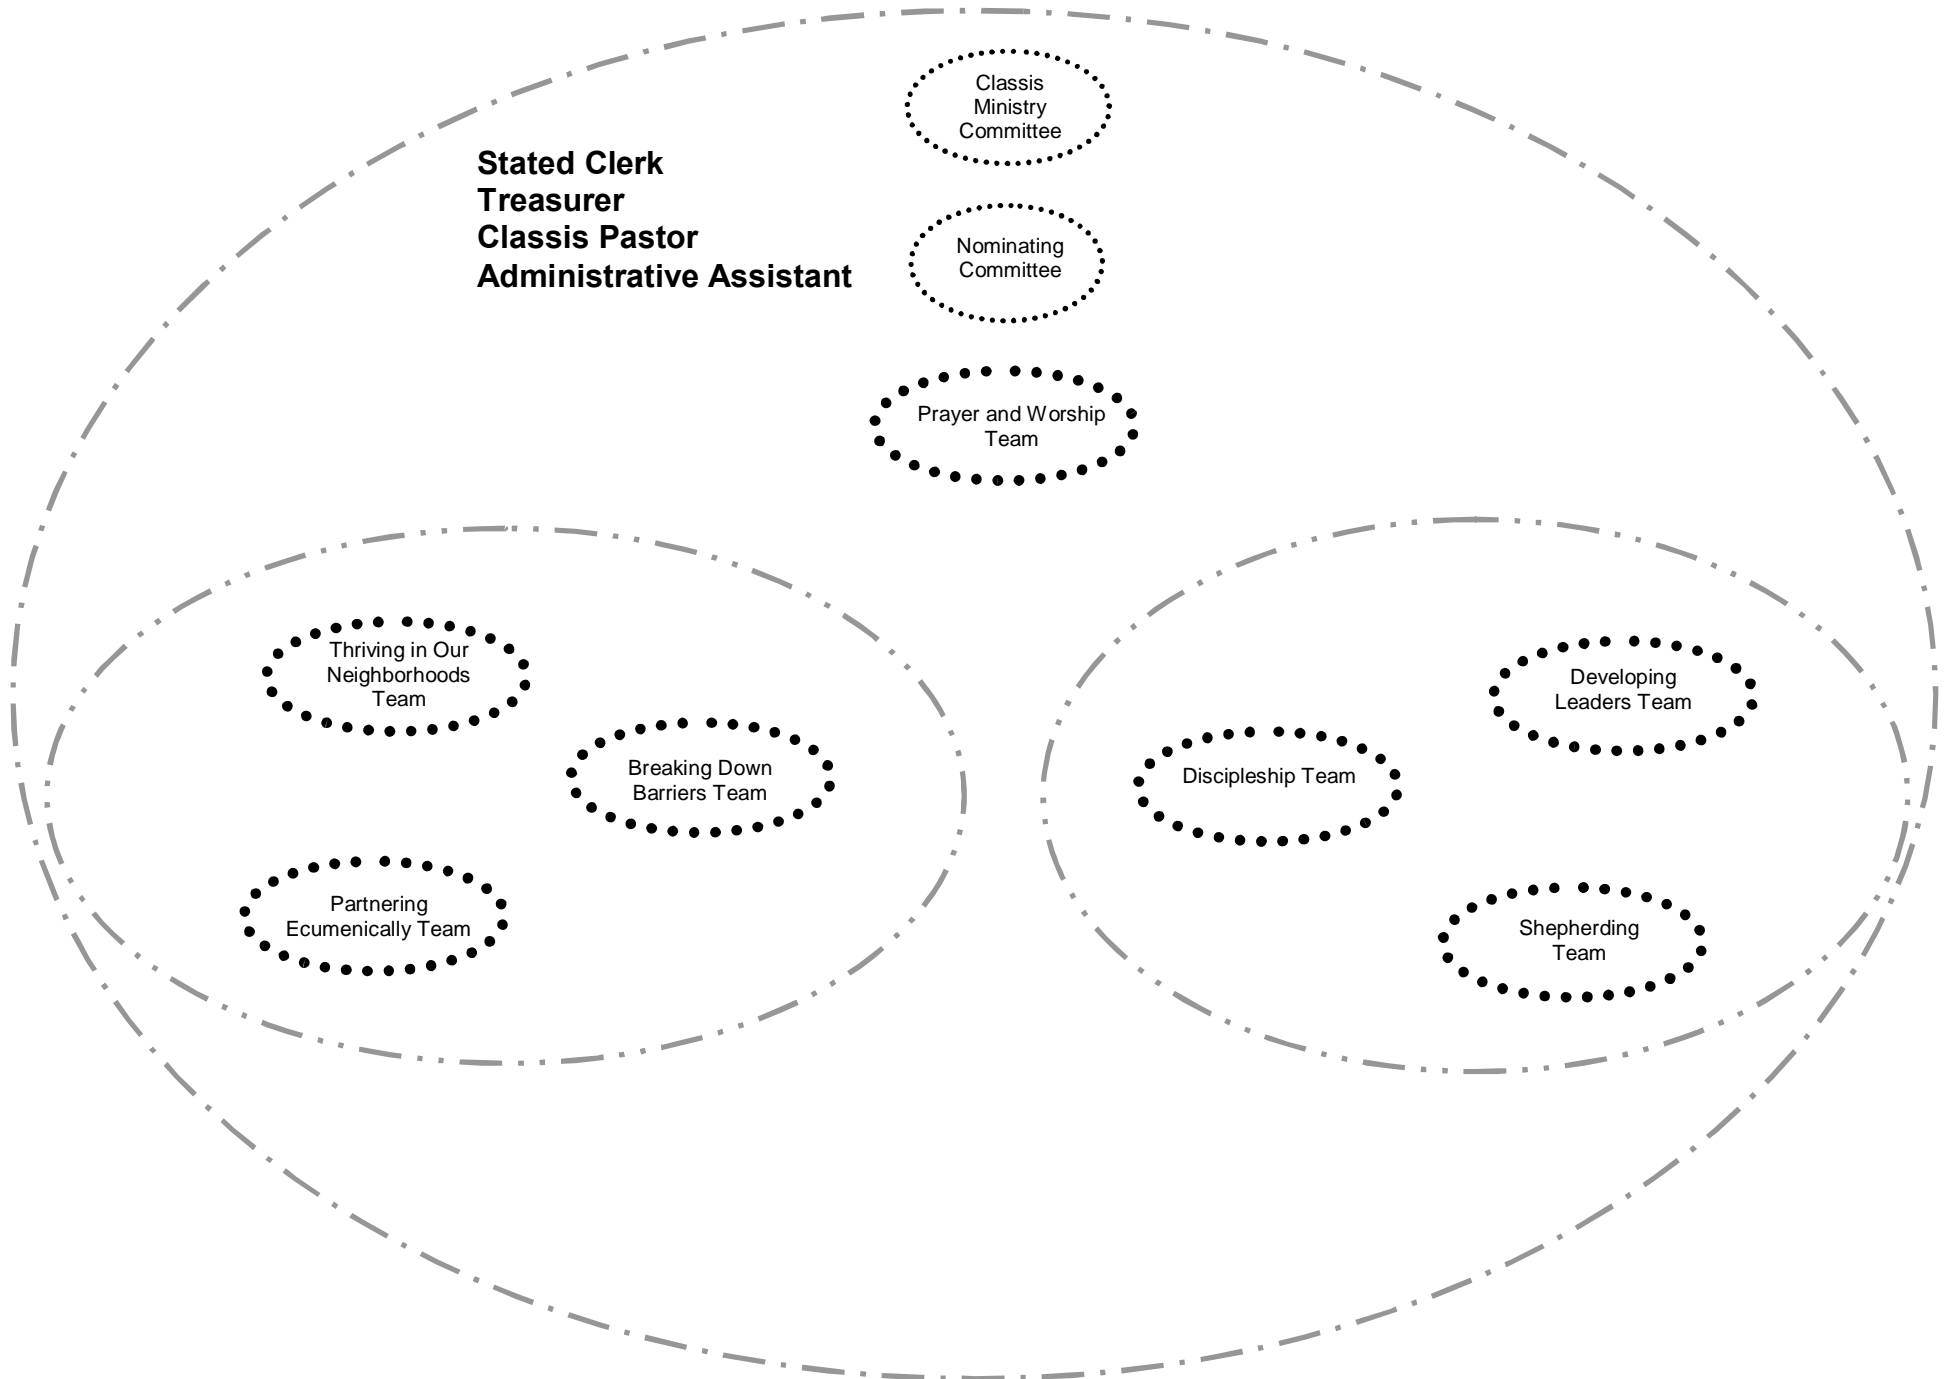 Classis
Ministry
Committee
Stated Clerk
Treasurer
Classis Pastor
Administrative Assistant
Nominating
Committee
Prayer and Worship
Team
Thriving in Our
Neighborhoods
Team
Breaking Down
Barriers Team
Partnering
Ecumenically Team
Developing
Leaders Team
Discipleship Team
Shepherding
Team